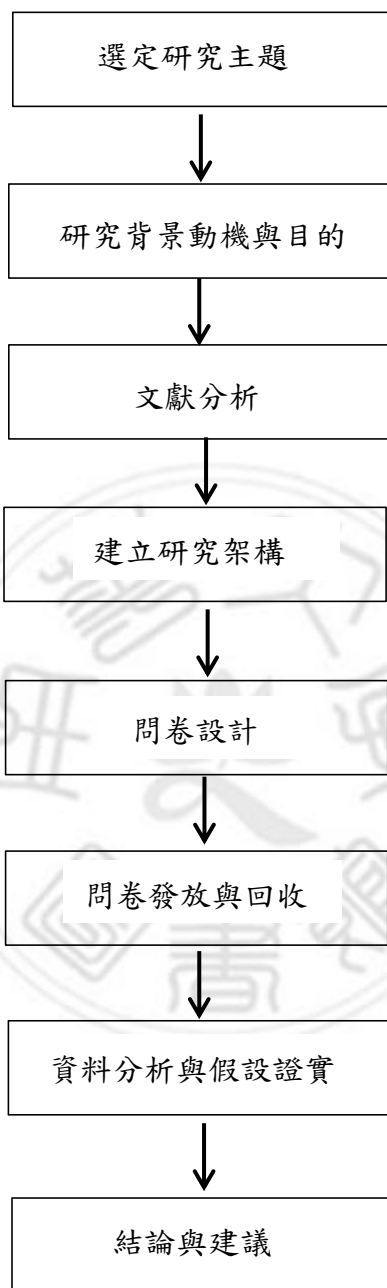 選定研究主題
研究背景動機與目的
文獻分析
建立研究架構
問卷設計
問卷發放與回收
資料分析與假設證實
結論與建議